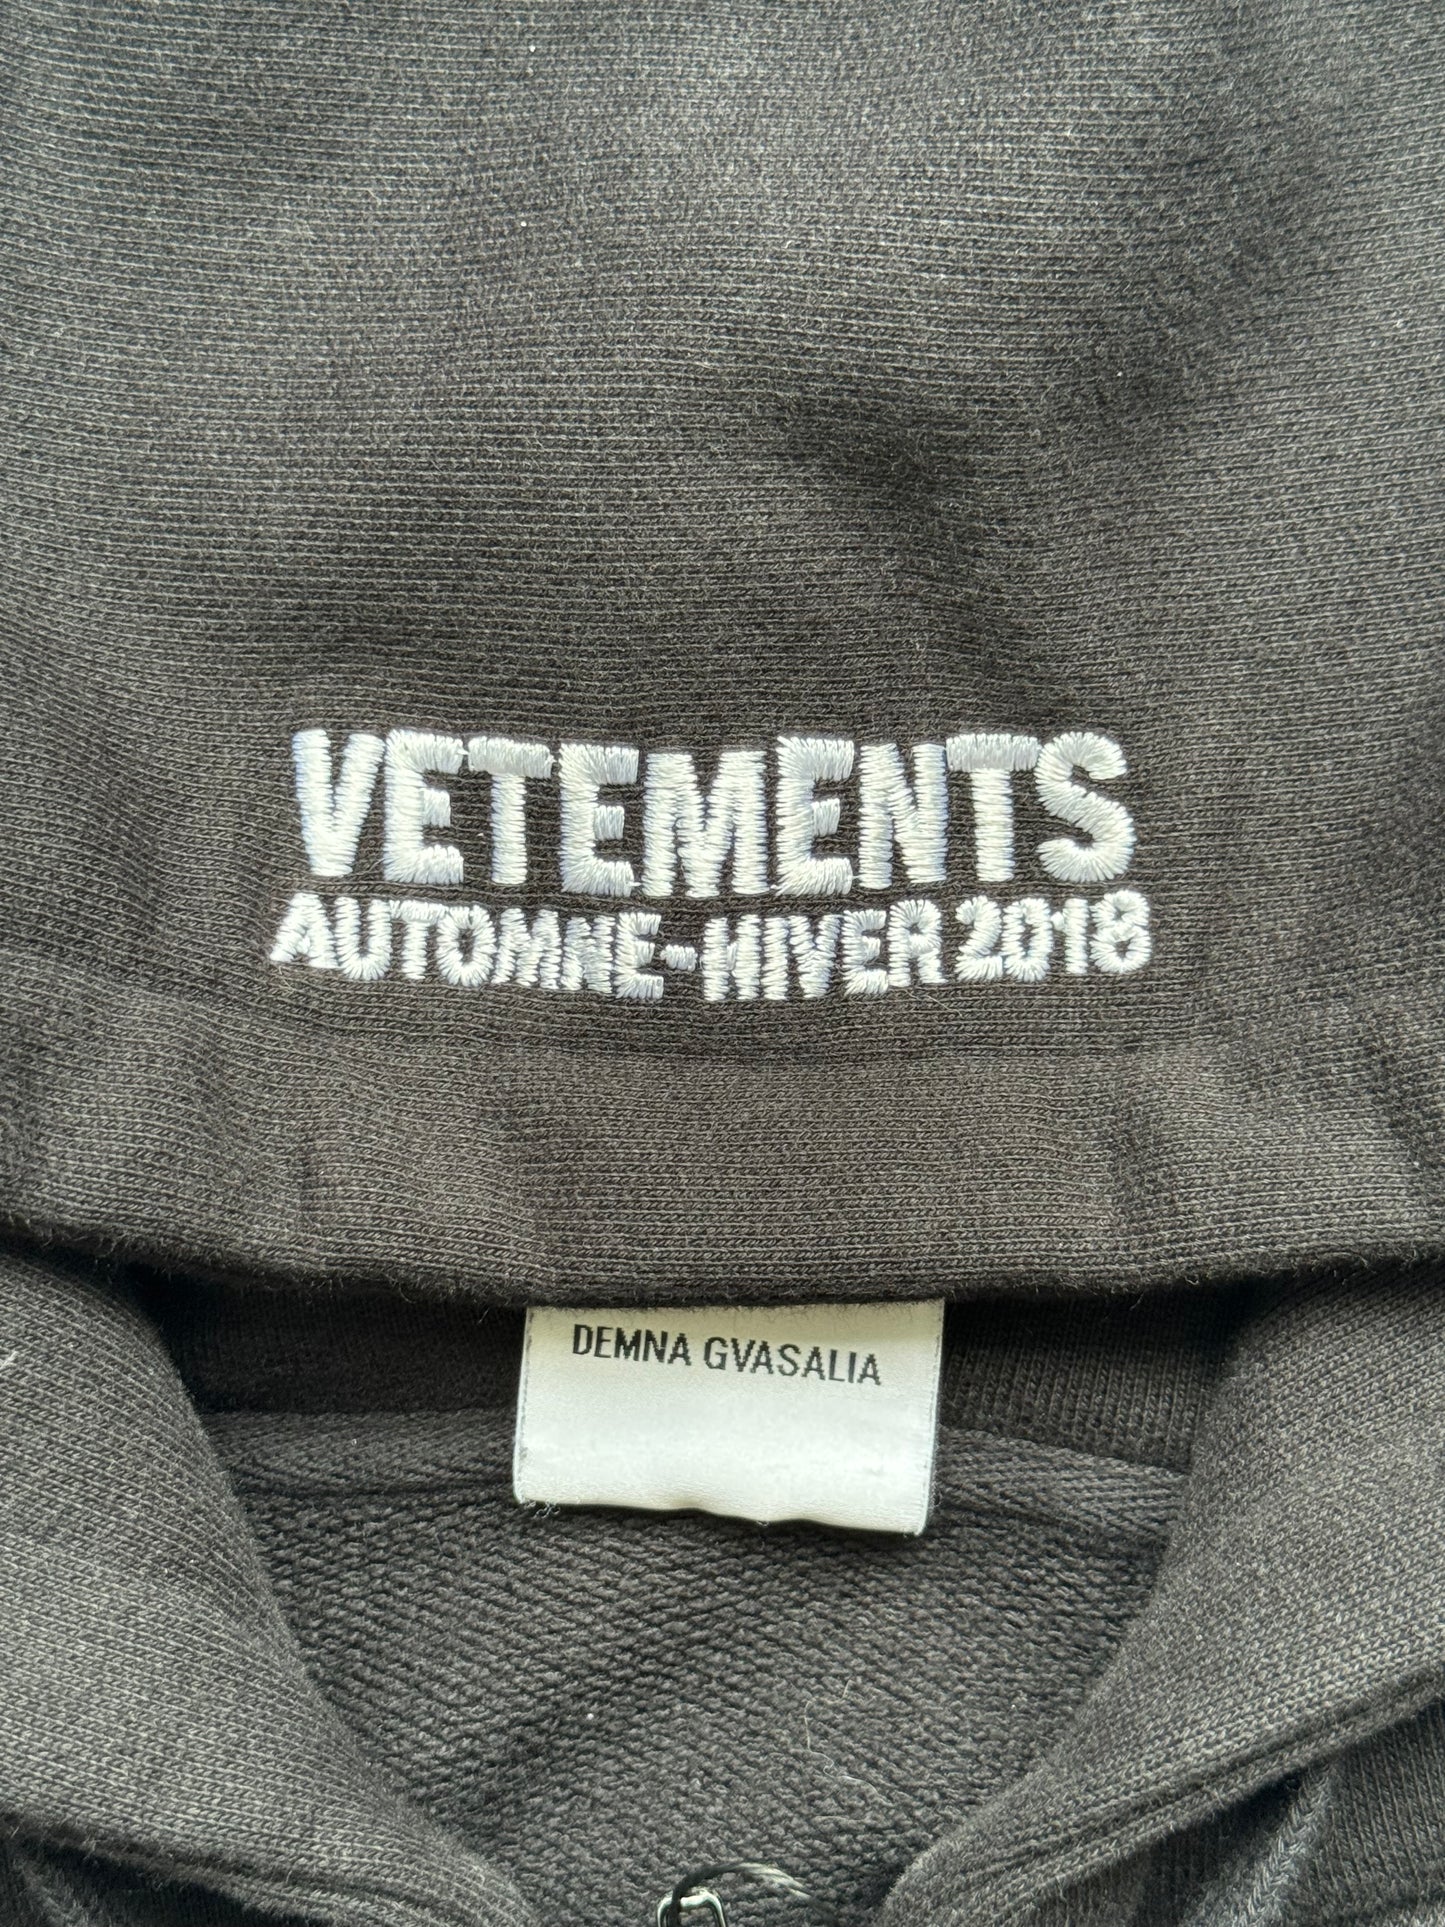 VETEMENTS
AUTOMNE-HIVER 2018
DEMNA GVASALIA